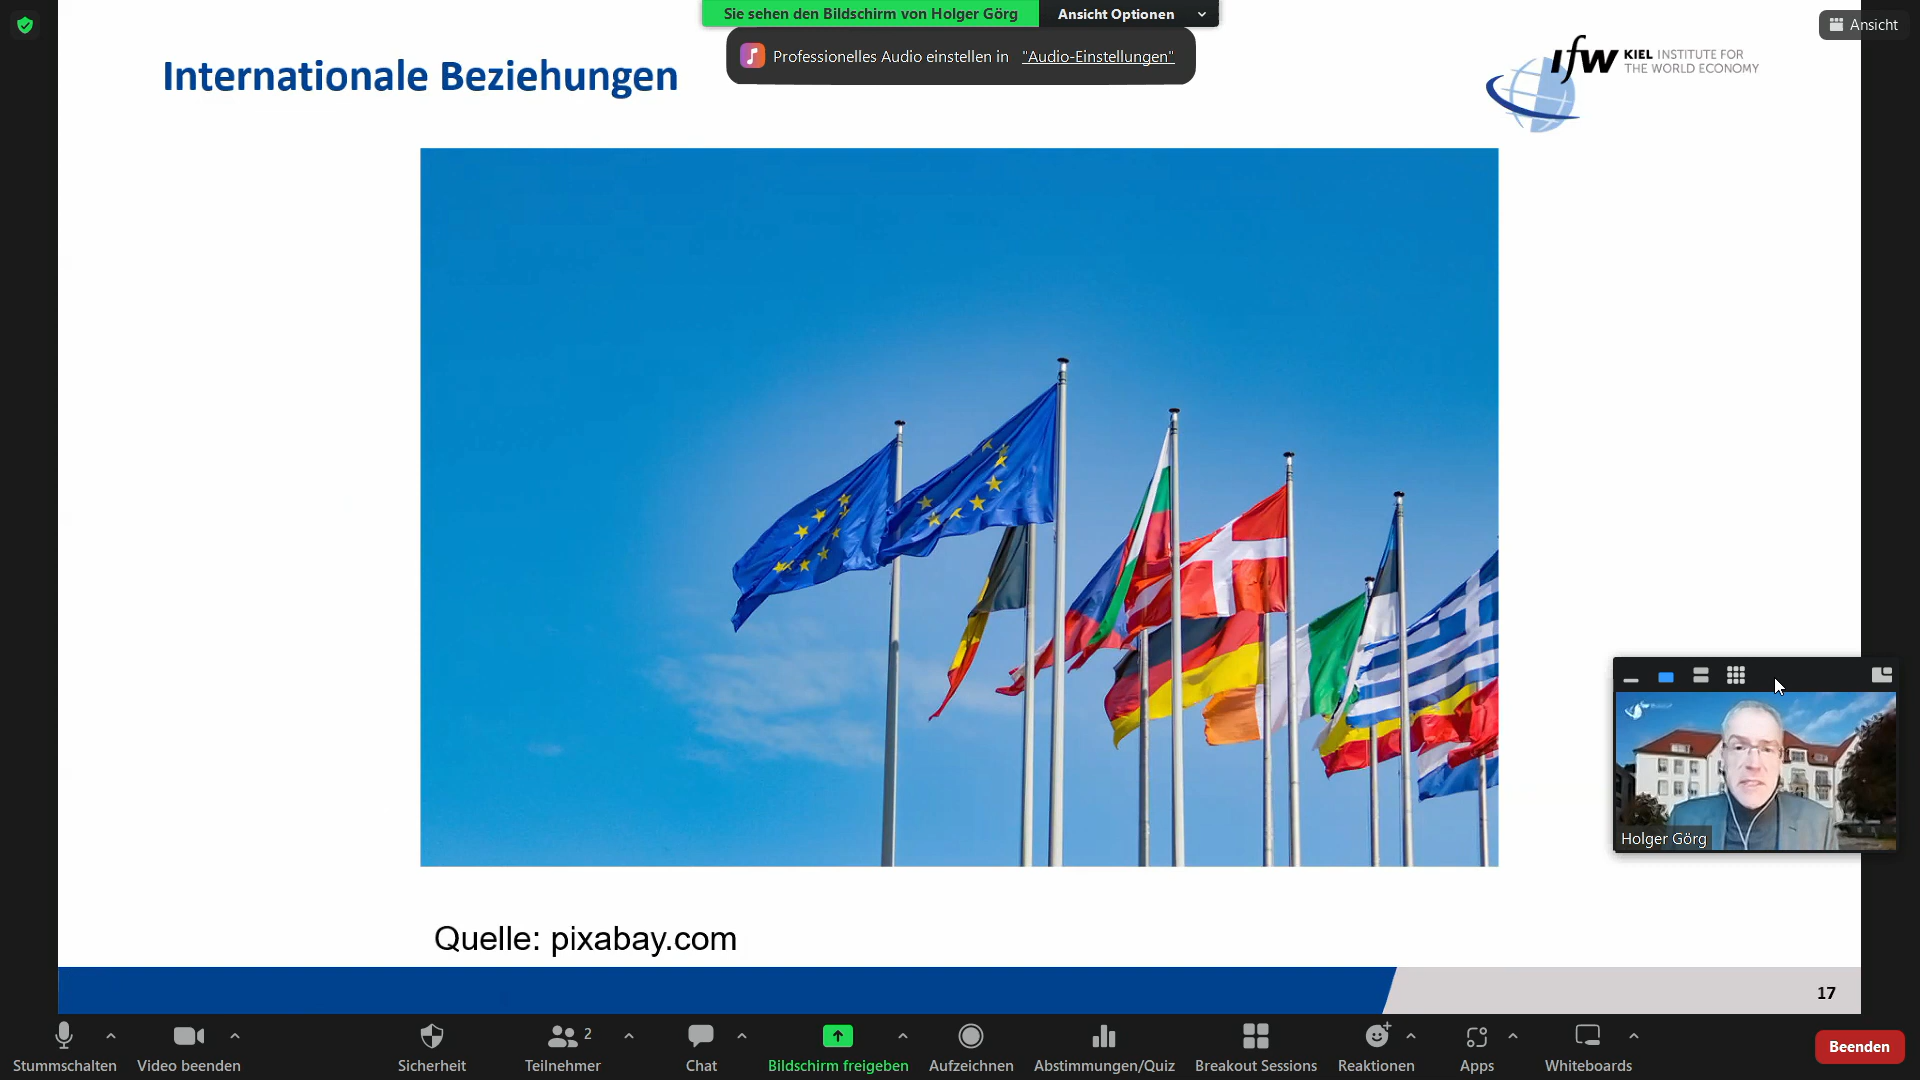 Sie sehen den Bildschirm von Holger Görg
Ansicht Optionen
Ansicht
Professionelles Audio einstellen in "Audio-Einstellungen"
Internationale Beziehungen
ifw KIEL INSTITUTE FOR
THE WORLD ECONOMY
Holger Görg
Quelle: pixabay.com
17
Stummschalten
Video beenden
Sicherheit
Teilnehmer
2
Chat
Bildschirm freigeben
Aufzeichnen
Abstimmungen/Quiz
Breakout Sessions
Reaktionen
Apps
Whiteboards
Beenden